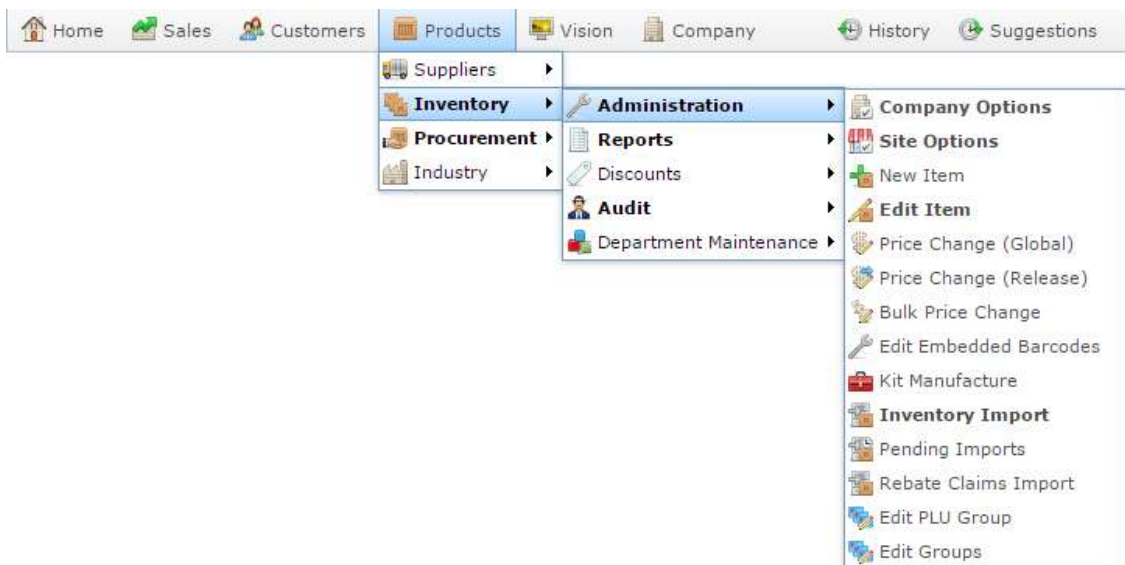 Home Sales Customers Products Vision Company History Suggestions
Suppliers
Inventory
Procurement
Industry
Administration
Reports
Discounts
Audit
Department Maintenance
Company Options
Site Options
New Item
Edit Item
Price Change (Global)
Price Change (Release)
Bulk Price Change
Edit Embedded Barcodes
Kit Manufacture
Inventory Import
Pending Imports
Rebate Claims Import
Edit PLU Group
Edit Groups